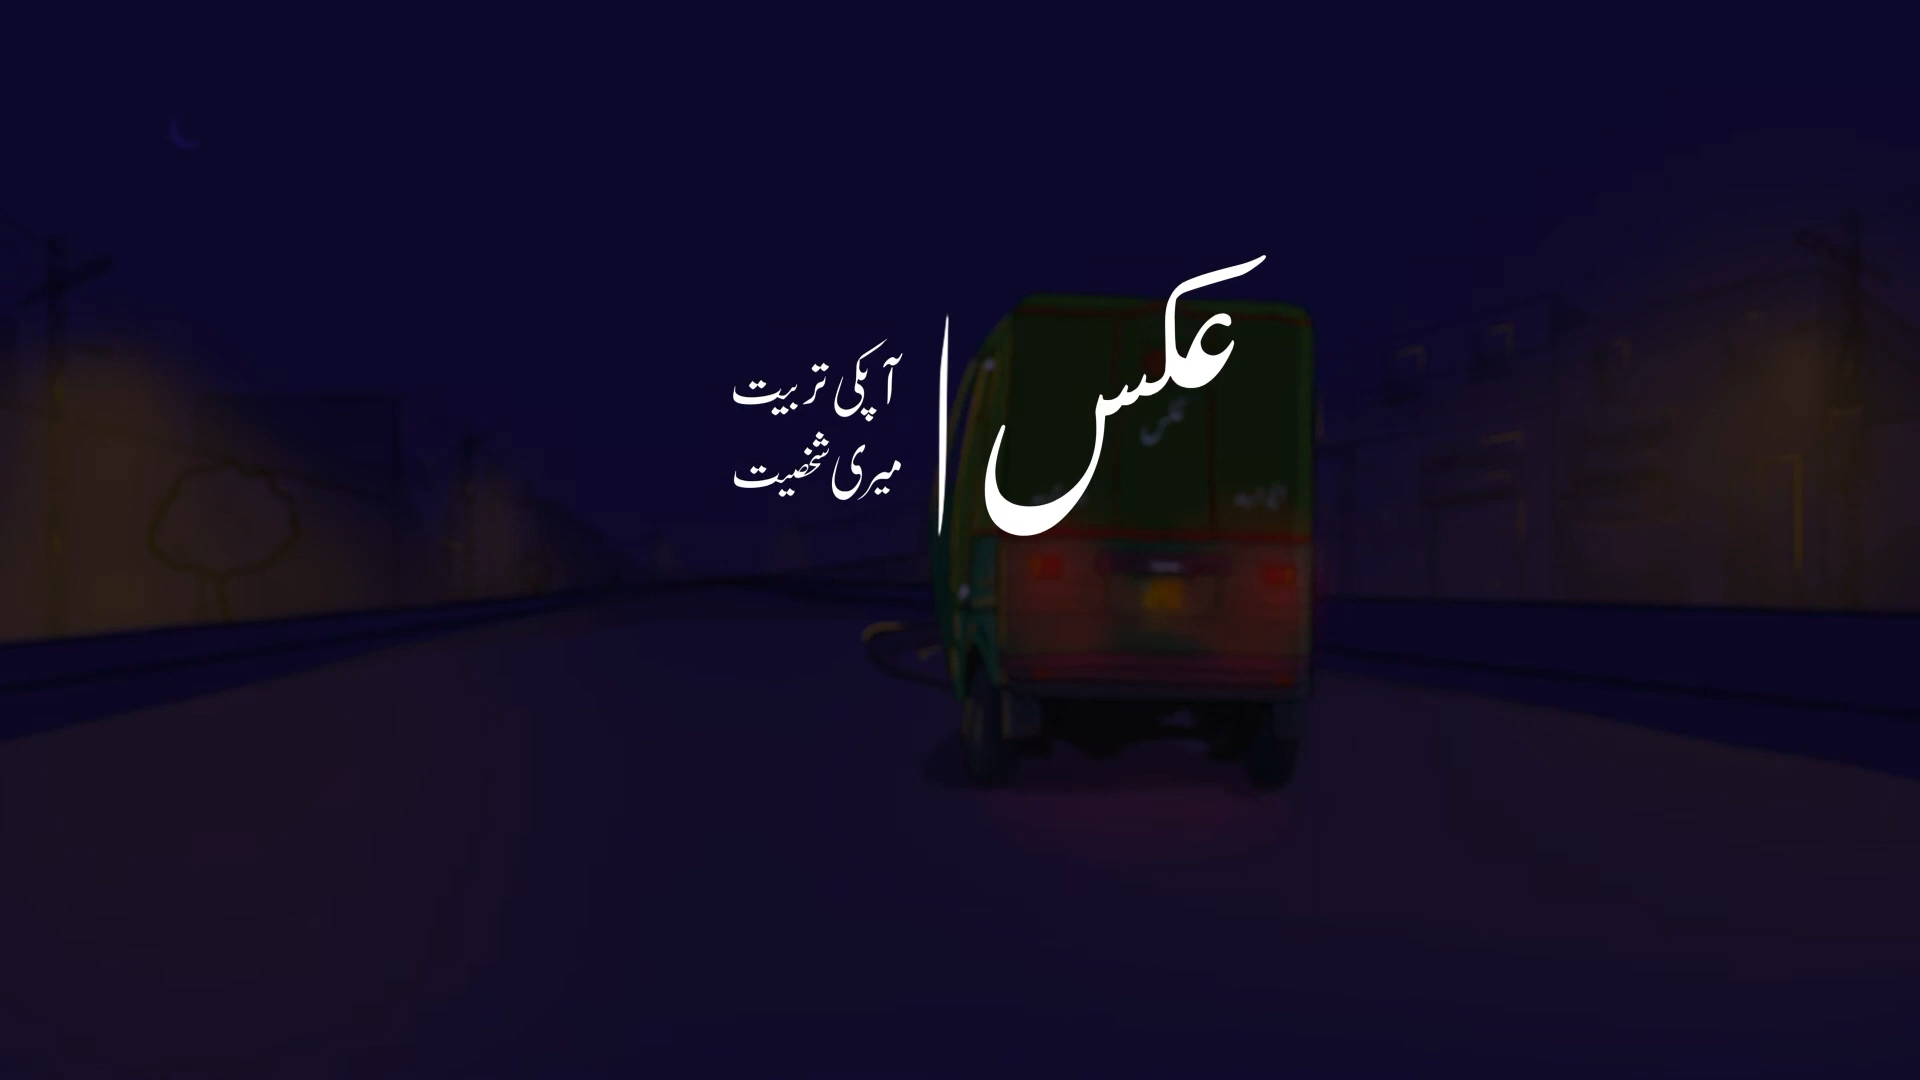 عکس
آپکی تربیت
میری شخصیت